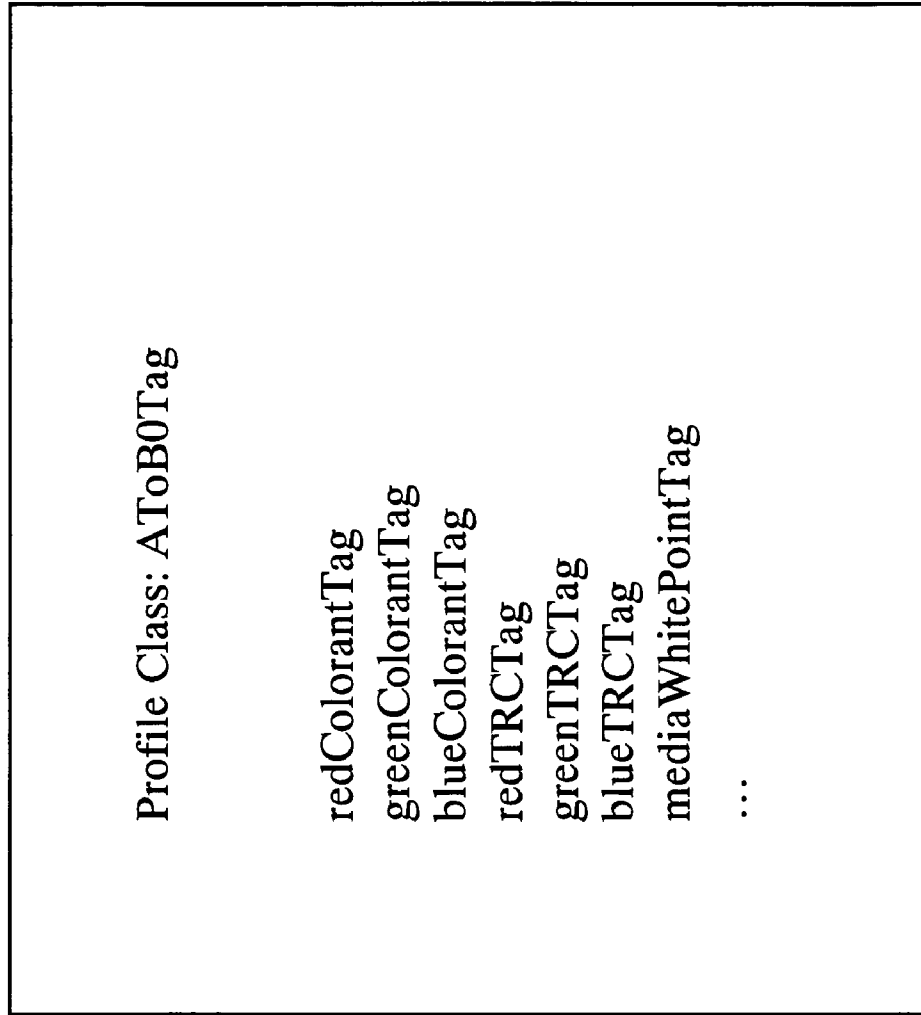 Profile Class: AToB0Tag
redColorantTag
greenColorantTag
blueColorantTag
redTRCTag
greenTRCTag
blueTRCTag
mediaWhitePointTag
...